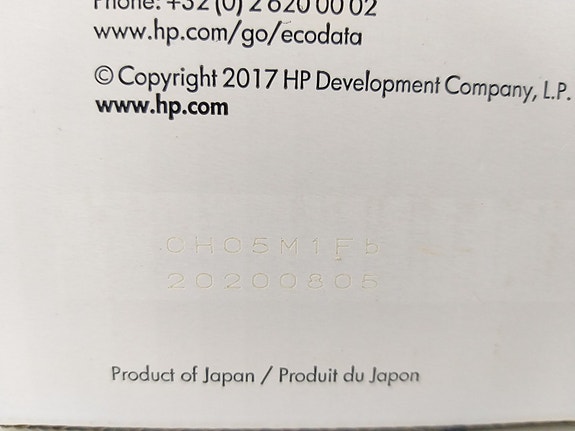 Phone: +32 (0) 2 620 00 02
www.hp.com/go/ecodata
© Copyright 2017 HP Development Company, L.P.
www.hp.com
0H05M1Fb
20200805
Product of Japan / Produit du Japon